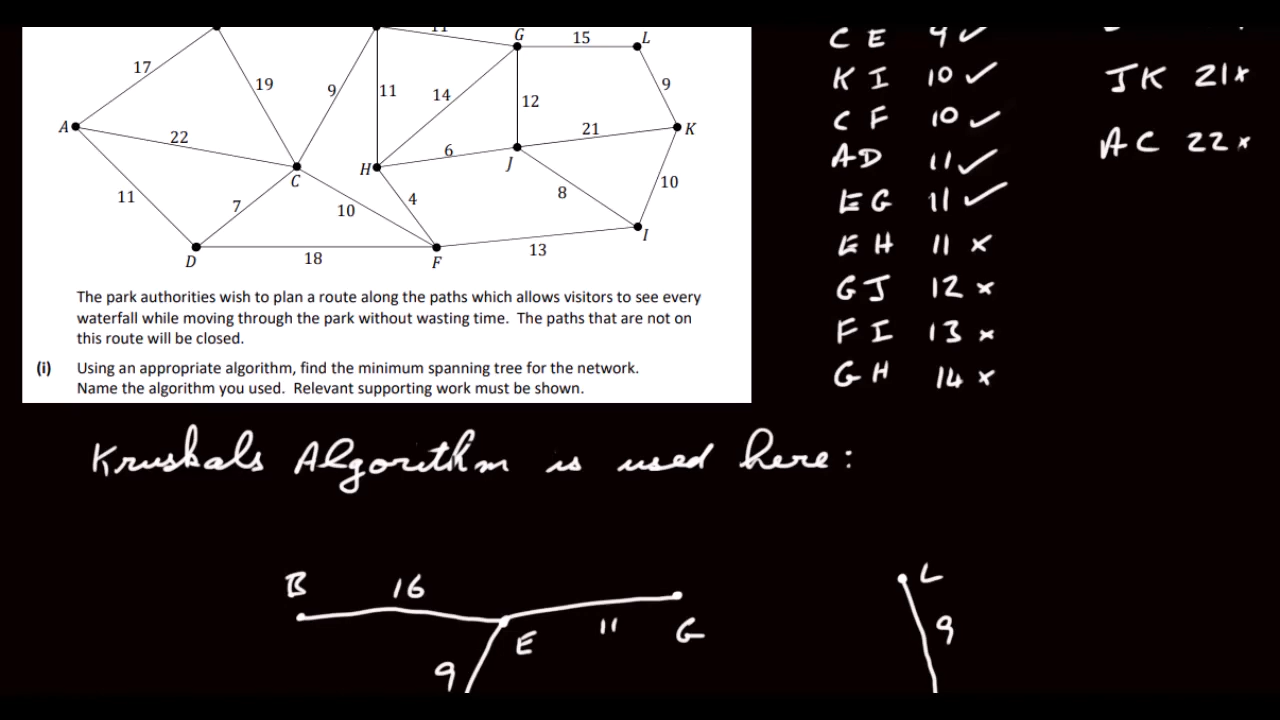 11
G
15
L
17
19
9
11
14
12
9
A
22
21
K
6
C
H
J
11
7
10
4
8
10
D
18
F
13
I
The park authorities wish to plan a route along the paths which allows visitors to see every
waterfall while moving through the park without wasting time. The paths that are not on
this route will be closed.
(i) Using an appropriate algorithm, find the minimum spanning tree for the network.
Name the algorithm you used. Relevant supporting work must be shown.
C E 9 ✓
K I 10 ✓
C F 10 ✓
A D 11 ✓
E G 11 ✓
E H 11 ×
G J 12 ×
F I 13 ×
G H 14 ×
J K 21 ×
A C 22 ×
Kruskals Algorithm is used here:
B 16
E 11 G
9
L
9